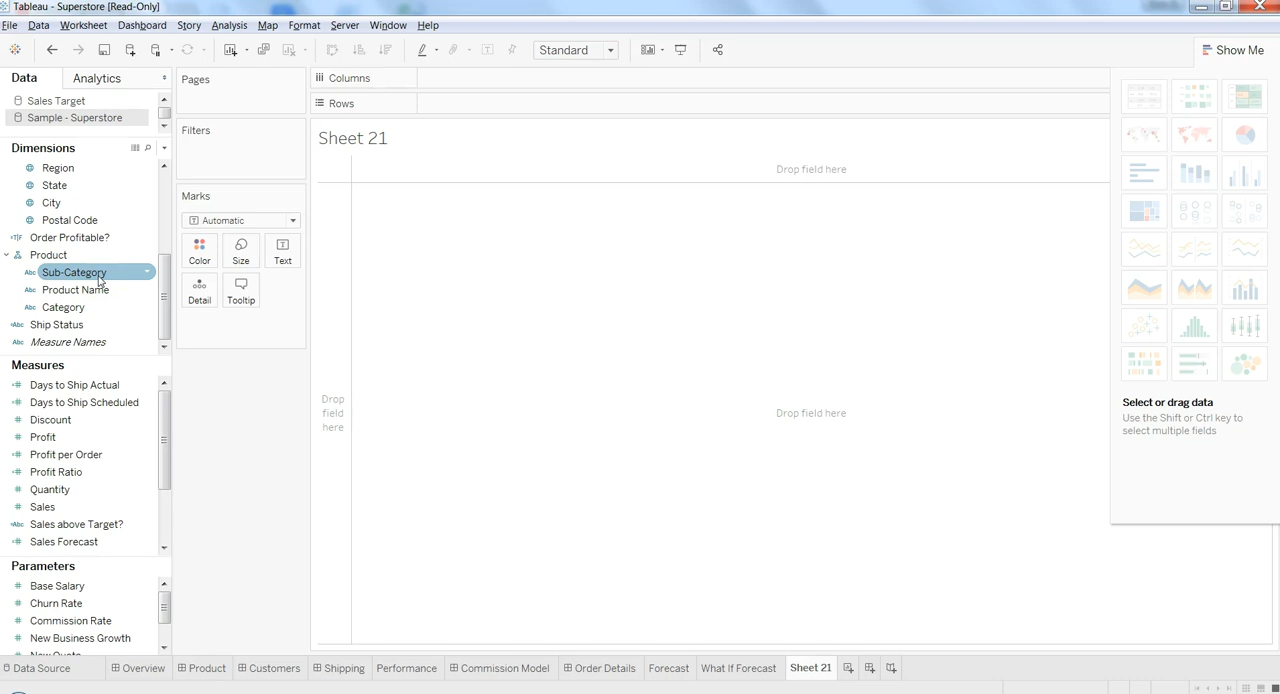 Tableau - Superstore [Read-Only]
File Data Worksheet Dashboard Story Analysis Map Format Server Window Help
Standard
Show Me
Data Analytics
Sales Target
Sample - Superstore
Dimensions
Region
State
City
Postal Code
=T|F Order Profitable?
Product
Abc Sub-Category
Abc Product Name
Abc Category
=Abc Ship Status
Abc Measure Names
Measures
# Days to Ship Actual
=# Days to Ship Scheduled
# Discount
# Profit
=# Profit per Order
=# Profit Ratio
# Quantity
# Sales
=Abc Sales above Target?
=# Sales Forecast
Parameters
# Base Salary
# Churn Rate
# Commission Rate
# New Business Growth
Pages
Filters
Marks
Automatic
Color Size Text
Detail Tooltip
Columns
Rows
Sheet 21
Drop field here
Drop
field
here
Drop field here
Select or drag data
Use the Shift or Ctrl key to
select multiple fields
Data Source Overview Product Customers Shipping Performance Commission Model Order Details Forecast What If Forecast Sheet 21